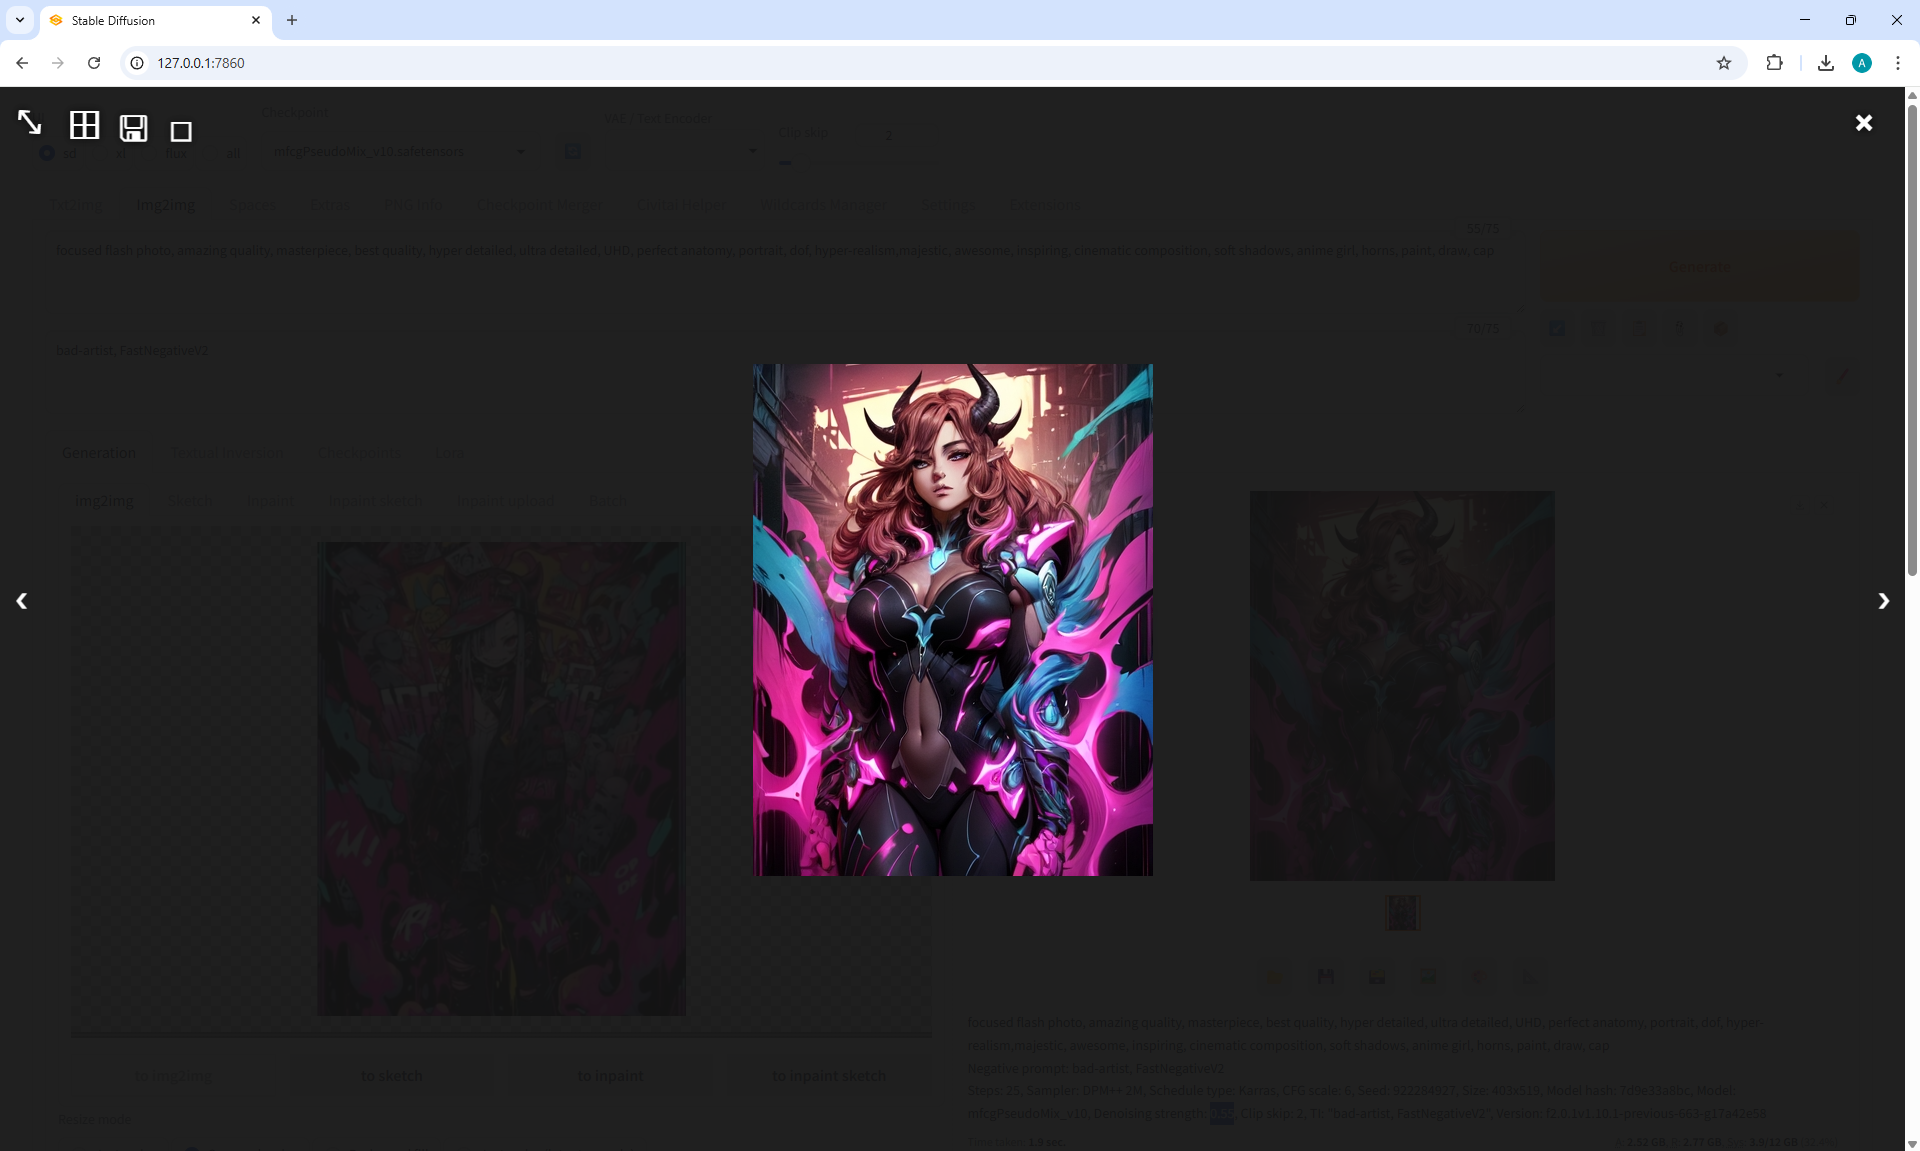 Stable Diffusion
127.0.0.1:7860
Checkpoint
VAE / Text Encoder
Clip skip
2
sd
xl
flux
all
mfcgPseudoMix_v10.safetensors
Txt2img
Img2img
Spaces
Extras
PNG Info
Checkpoint Merger
Civitai Helper
Wildcards Manager
Settings
Extensions
55/75
focused flash photo, amazing quality, masterpiece, best quality, hyper detailed, ultra detailed, UHD, perfect anatomy, portrait, dof, hyper-realism,majestic, awesome, inspiring, cinematic composition, soft shadows, anime girl, horns, paint, draw, cap
Generate
70/75
bad-artist, FastNegativeV2
Generation
Textual Inversion
Checkpoints
Lora
img2img
Sketch
Inpaint
Inpaint sketch
Inpaint upload
Batch
to img2img
to sketch
to inpaint
to inpaint sketch
Resize mode
focused flash photo, amazing quality, masterpiece, best quality, hyper detailed, ultra detailed, UHD, perfect anatomy, portrait, dof, hyper-
realism,majestic, awesome, inspiring, cinematic composition, soft shadows, anime girl, horns, paint, draw, cap
Negative prompt: bad-artist, FastNegativeV2
Steps: 25, Sampler: DPM++ 2M, Schedule type: Karras, CFG scale: 6, Seed: 922284927, Size: 403x519, Model hash: 7d9e33a8bc, Model:
mfcgPseudoMix_v10, Denoising strength: Clip skip: 2, TI: "bad-artist, FastNegativeV2", Version: f2.0.1v1.10.1-previous-663-g17a42e58
Time taken: 1.9 sec.